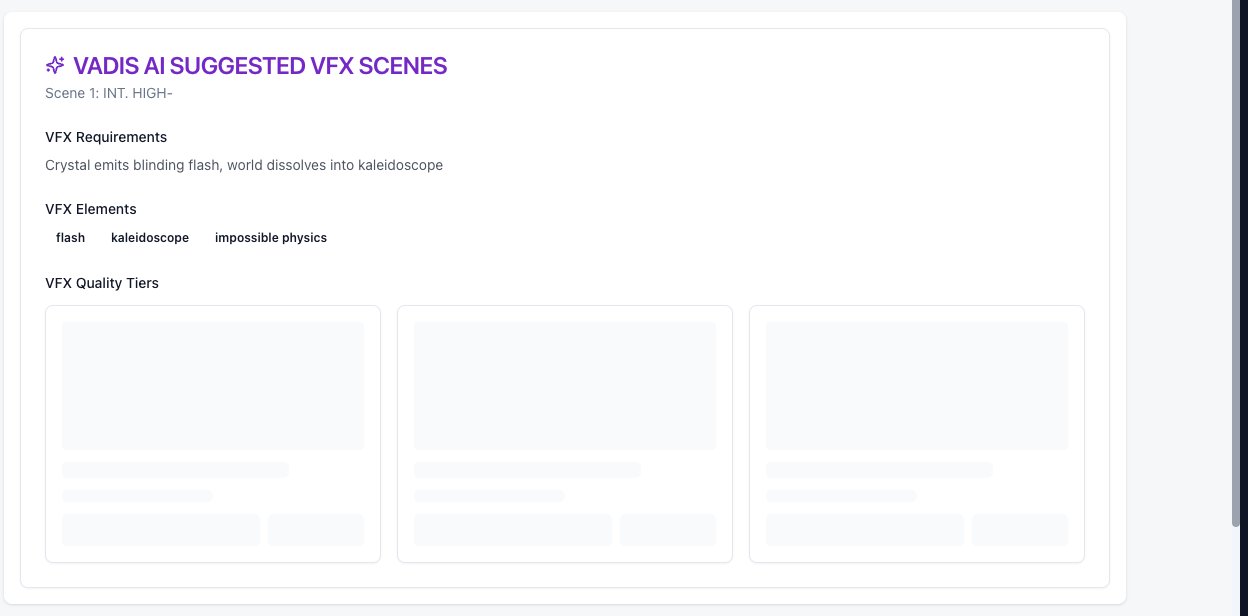 VADIS AI SUGGESTED VFX SCENES
Scene 1: INT. HIGH-
VFX Requirements
Crystal emits blinding flash, world dissolves into kaleidoscope
VFX Elements
flash kaleidoscope impossible physics
VFX Quality Tiers